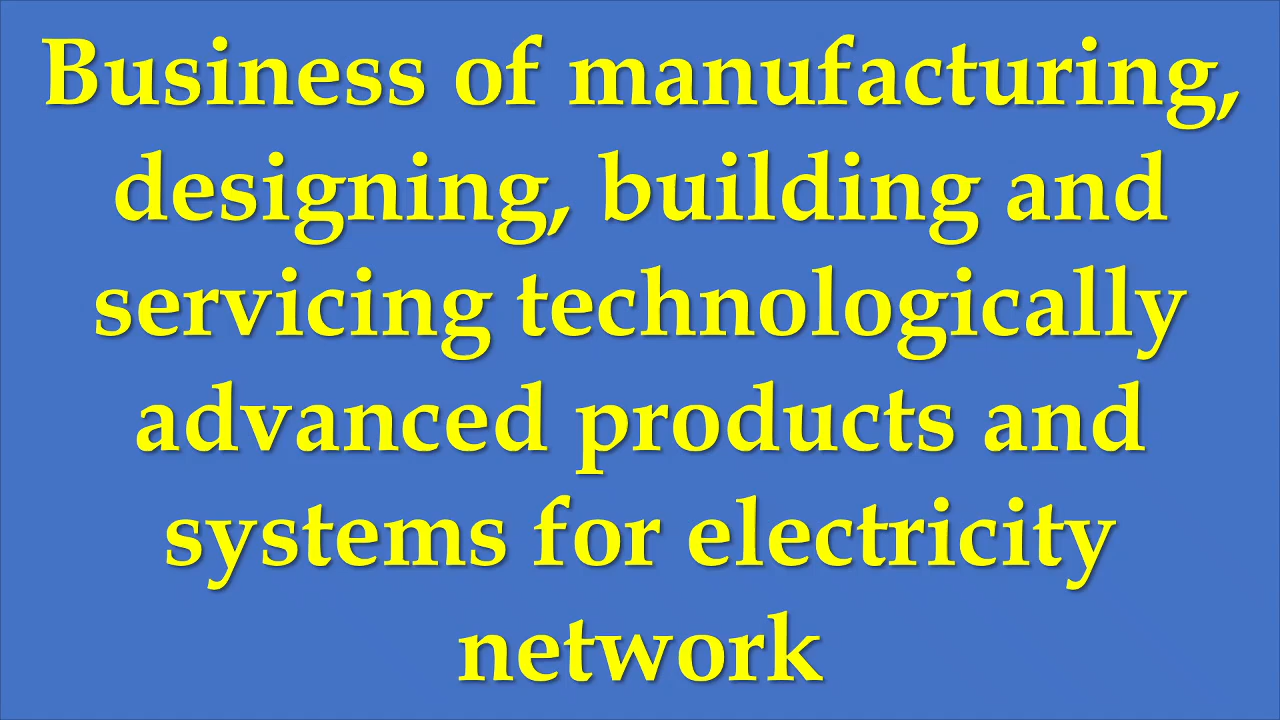 Business of manufacturing,
designing, building and
servicing technologically
advanced products and
systems for electricity
network